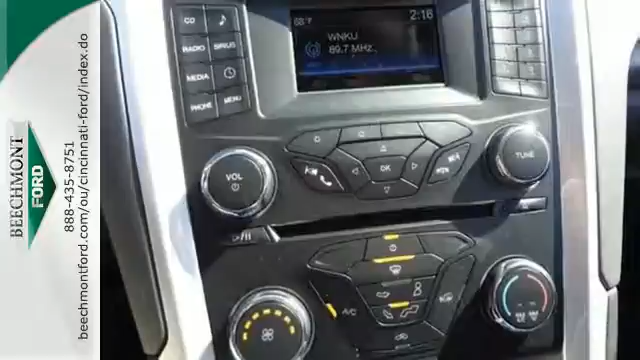 BEECHMONT
FORD
888-435-8751
beechmontford.com/ou/cincinnati-ford/index.do
68°F
2:16
WNKU
89.7 MHz
CD
RADIO
SIRIUS
MEDIA
PHONE
MENU
VOL
OK
TUNE
A/C